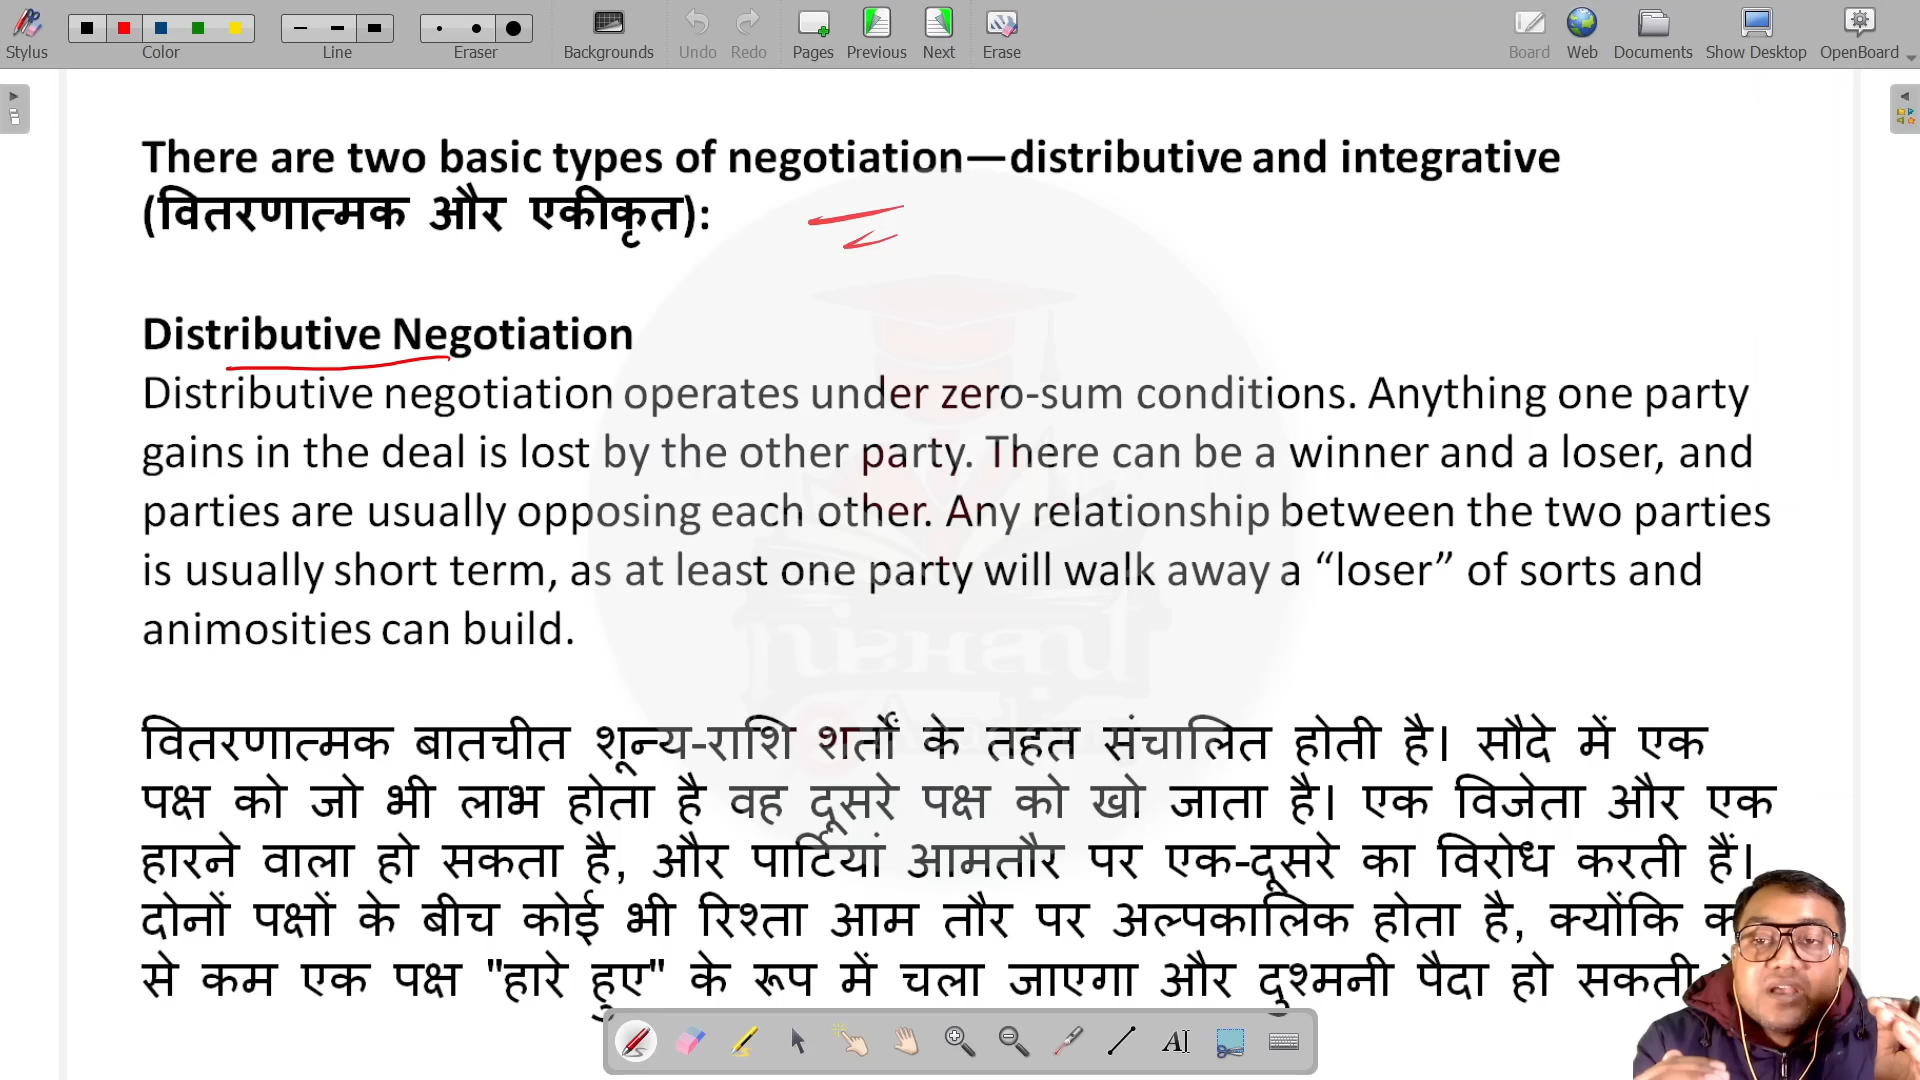 Stylus Color Line Eraser Backgrounds Undo Redo Pages Previous Next Erase Board Web Documents Show Desktop OpenBoard
There are two basic types of negotiation—distributive and integrative
(वितरणात्मक और एकीकृत):
Distributive Negotiation
Distributive negotiation operates under zero-sum conditions. Anything one party
gains in the deal is lost by the other party. There can be a winner and a loser, and
parties are usually opposing each other. Any relationship between the two parties
is usually short term, as at least one party will walk away a “loser” of sorts and
animosities can build.
वितरणात्मक बातचीत शून्य-राशि शर्तों के तहत संचालित होती है। सौदे में एक
पक्ष को जो भी लाभ होता है वह दूसरे पक्ष को खो जाता है। एक विजेता और एक
हारने वाला हो सकता है, और पार्टियां आमतौर पर एक-दूसरे का विरोध करती हैं।
दोनों पक्षों के बीच कोई भी रिश्ता आम तौर पर अल्पकालिक होता है, क्योंकि
से कम एक पक्ष "हारे हुए" के रूप में चला जाएगा और दुश्मनी पैदा हो सकती
AI